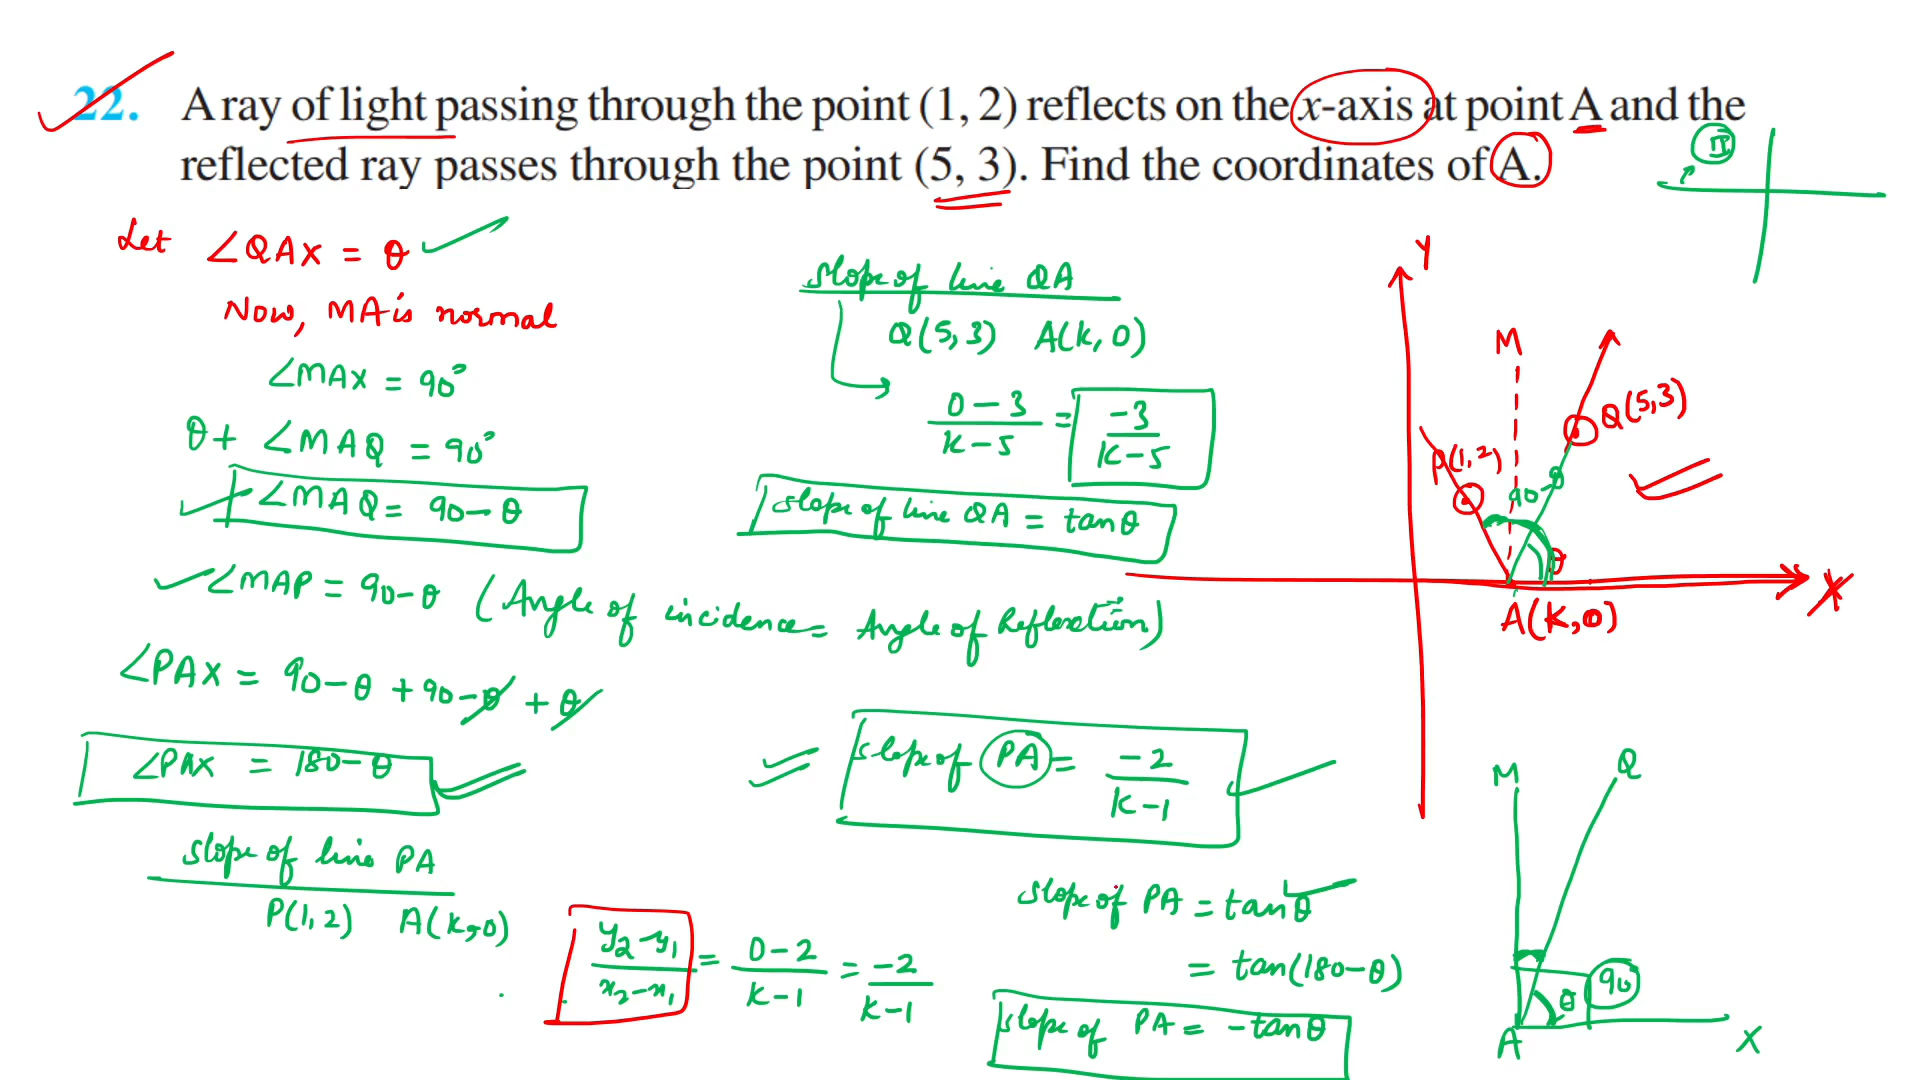 22. A ray of light passing through the point (1, 2) reflects on the x-axis at point A and the
reflected ray passes through the point (5, 3). Find the coordinates of A.
II
Let ∠QAX = θ
Now, MA is normal
∠MAX = 90°
θ + ∠MAQ = 90°
∠MAQ = 90 - θ
∠MAP = 90 - θ (Angle of incidence = Angle of Reflection)
∠PAX = 90 - θ + 90 - θ + θ
∠PAX = 180 - θ
slope of line PA
P(1, 2) A(k, 0)
y2 - y1 / x2 - x1 = 0 - 2 / k - 1 = -2 / k - 1
slope of line QA
Q(5, 3) A(k, 0)
0 - 3 / k - 5 = -3 / k - 5
slope of line QA = tan θ
slope of PA = -2 / k - 1
slope of PA = tan θ
= tan(180 - θ)
slope of PA = - tan θ
Y
M
Q(5,3)
P(1,2)
90-θ
θ
X
A(k, 0)
M
Q
θ
90
A
X